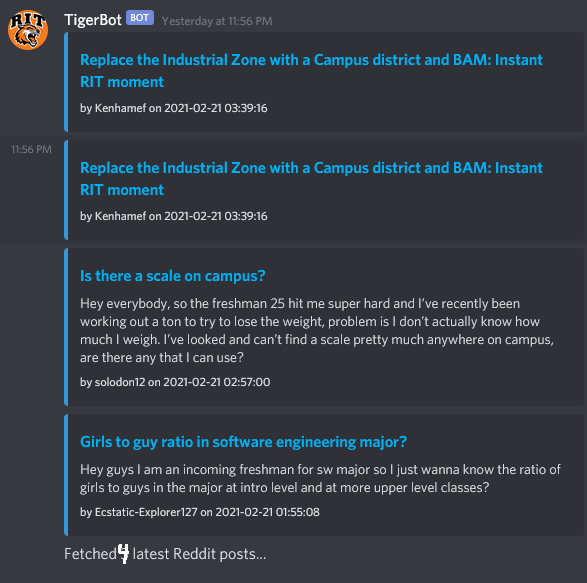 RIT
TigerBot BOT Yesterday at 11:56 PM
Replace the Industrial Zone with a Campus district and BAM: Instant
RIT moment
by Kenhamef on 2021-02-21 03:39:16
11:56 PM
Replace the Industrial Zone with a Campus district and BAM: Instant
RIT moment
by Kenhamef on 2021-02-21 03:39:16
Is there a scale on campus?
Hey everybody, so the freshman 25 hit me super hard and I've recently been
working out a ton to try to lose the weight, problem is I don't actually know how
much I weigh. I've looked and can't find a scale pretty much anywhere on campus,
are there any that I can use?
by solodon12 on 2021-02-21 02:57:00
Girls to guy ratio in software engineering major?
Hey guys I am an incoming freshman for sw major so I just wanna know the ratio of
girls to guys in the major at intro level and at more upper level classes?
by Ecstatic-Explorer127 on 2021-02-21 01:55:08
Fetched 4 latest Reddit posts...